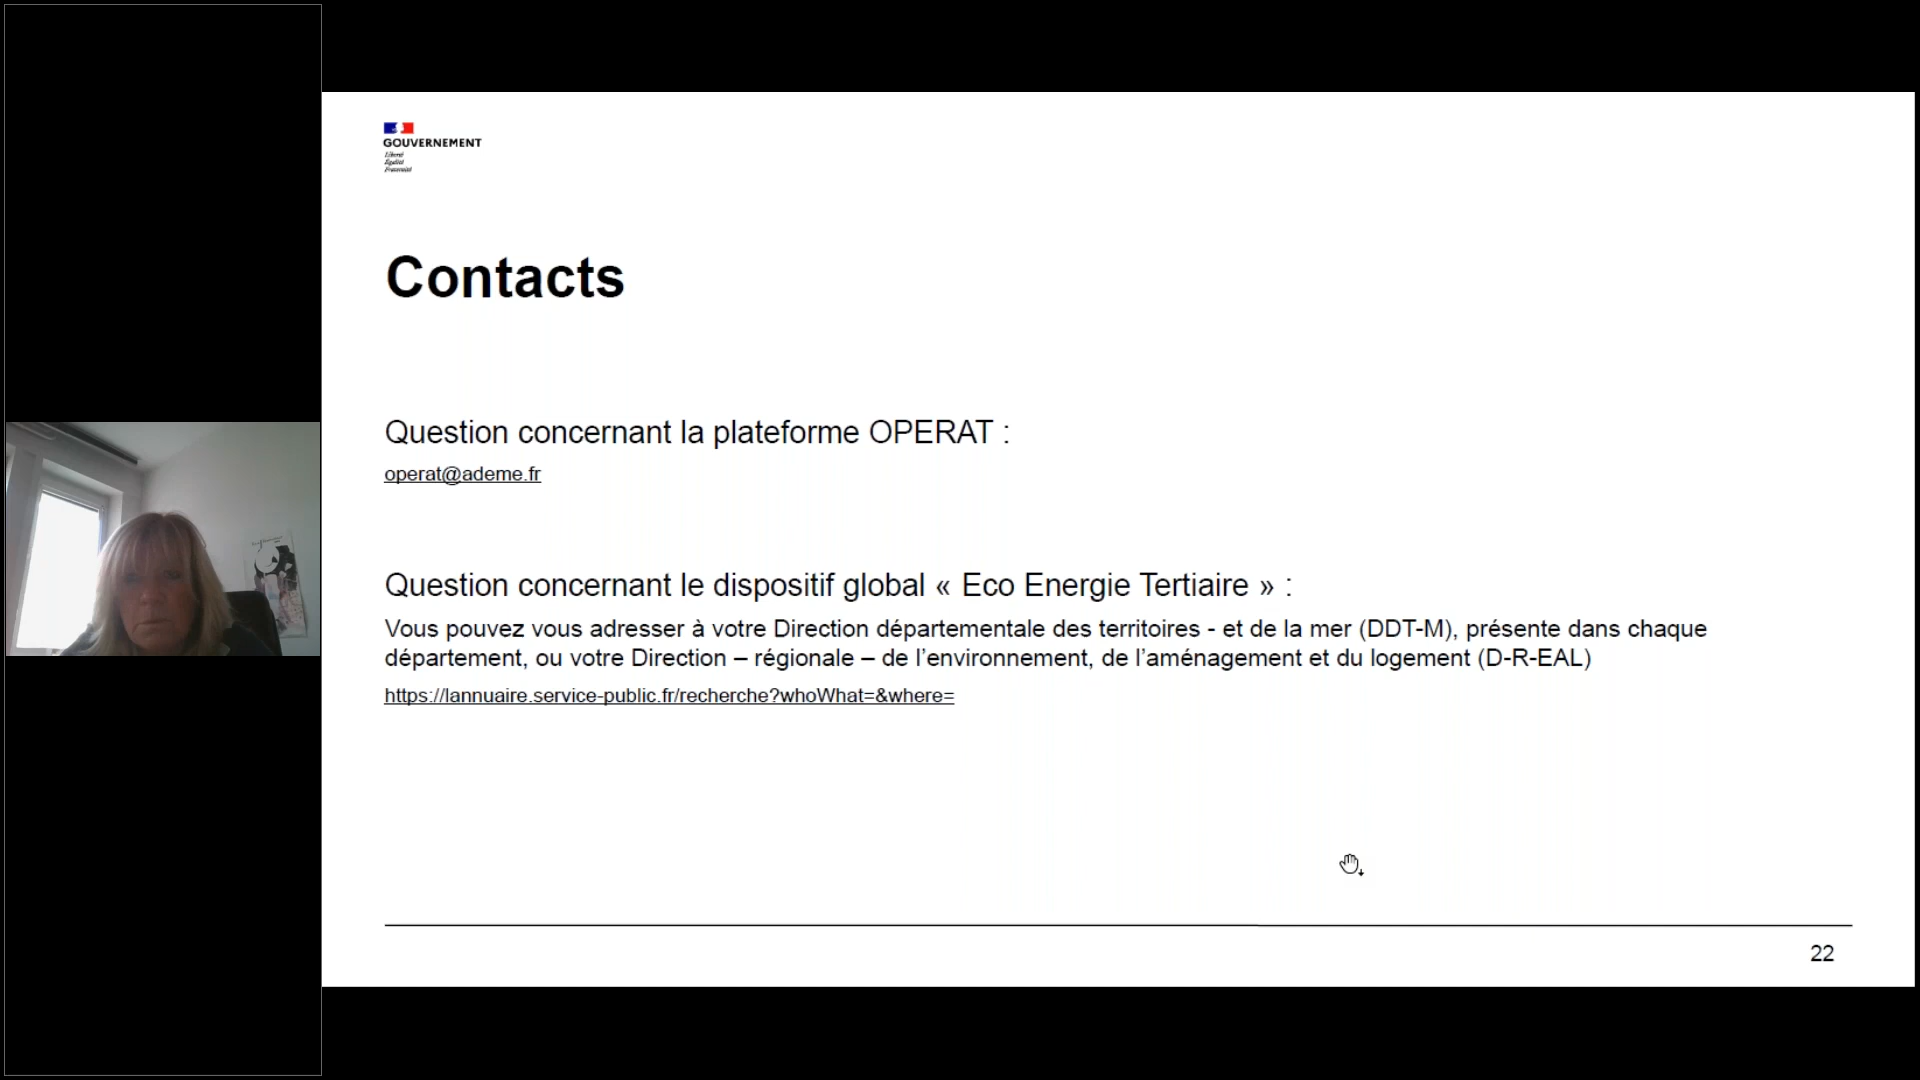 GOUVERNEMENT
Liberté
Égalité
Fraternité
Contacts
Question concernant la plateforme OPERAT :
operat@ademe.fr
Question concernant le dispositif global « Eco Energie Tertiaire » :
Vous pouvez vous adresser à votre Direction départementale des territoires - et de la mer (DDT-M), présente dans chaque
département, ou votre Direction – régionale – de l’environnement, de l’aménagement et du logement (D-R-EAL)
https://lannuaire.service-public.fr/recherche?whoWhat=&where=
22